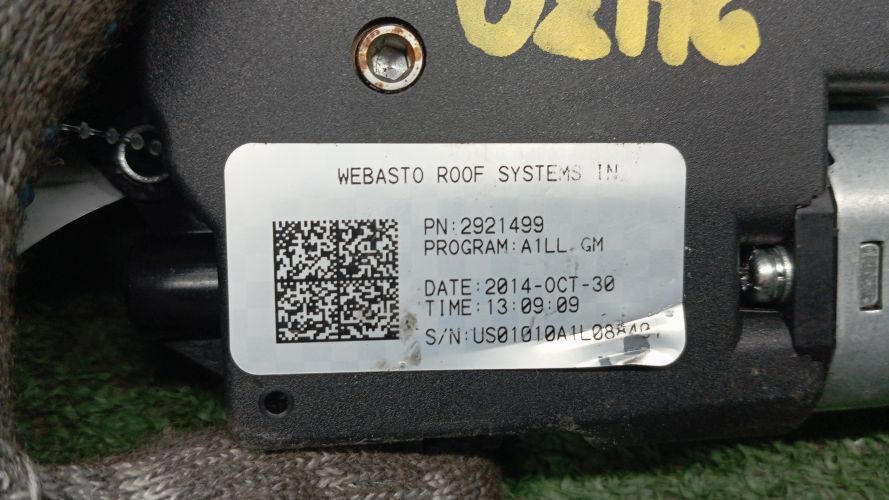 WEBASTO ROOF SYSTEMS IN
PN:2921499
PROGRAM:A1LL GM
DATE:2014-OCT-30
TIME:13:09:09
S/N: